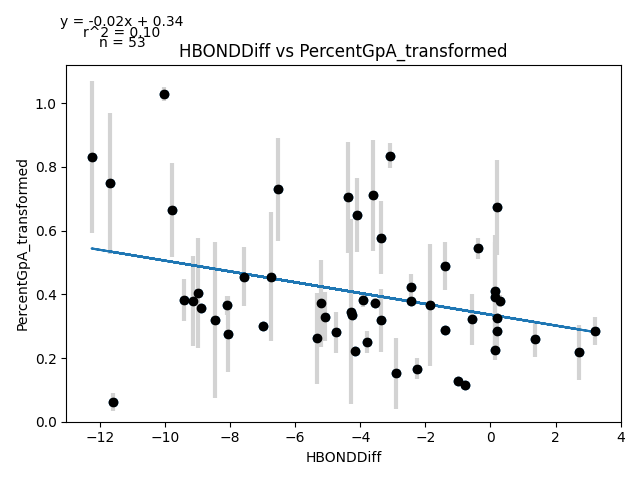 y = -0.02x + 0.34
r^2 = 0.10
n = 53
HBONDDiff vs PercentGpA_transformed
1.0
0.8
0.6
0.4
0.2
0.0
PercentGpA_transformed
−12 −10 −8 −6 −4 −2 0 2 4
HBONDDiff